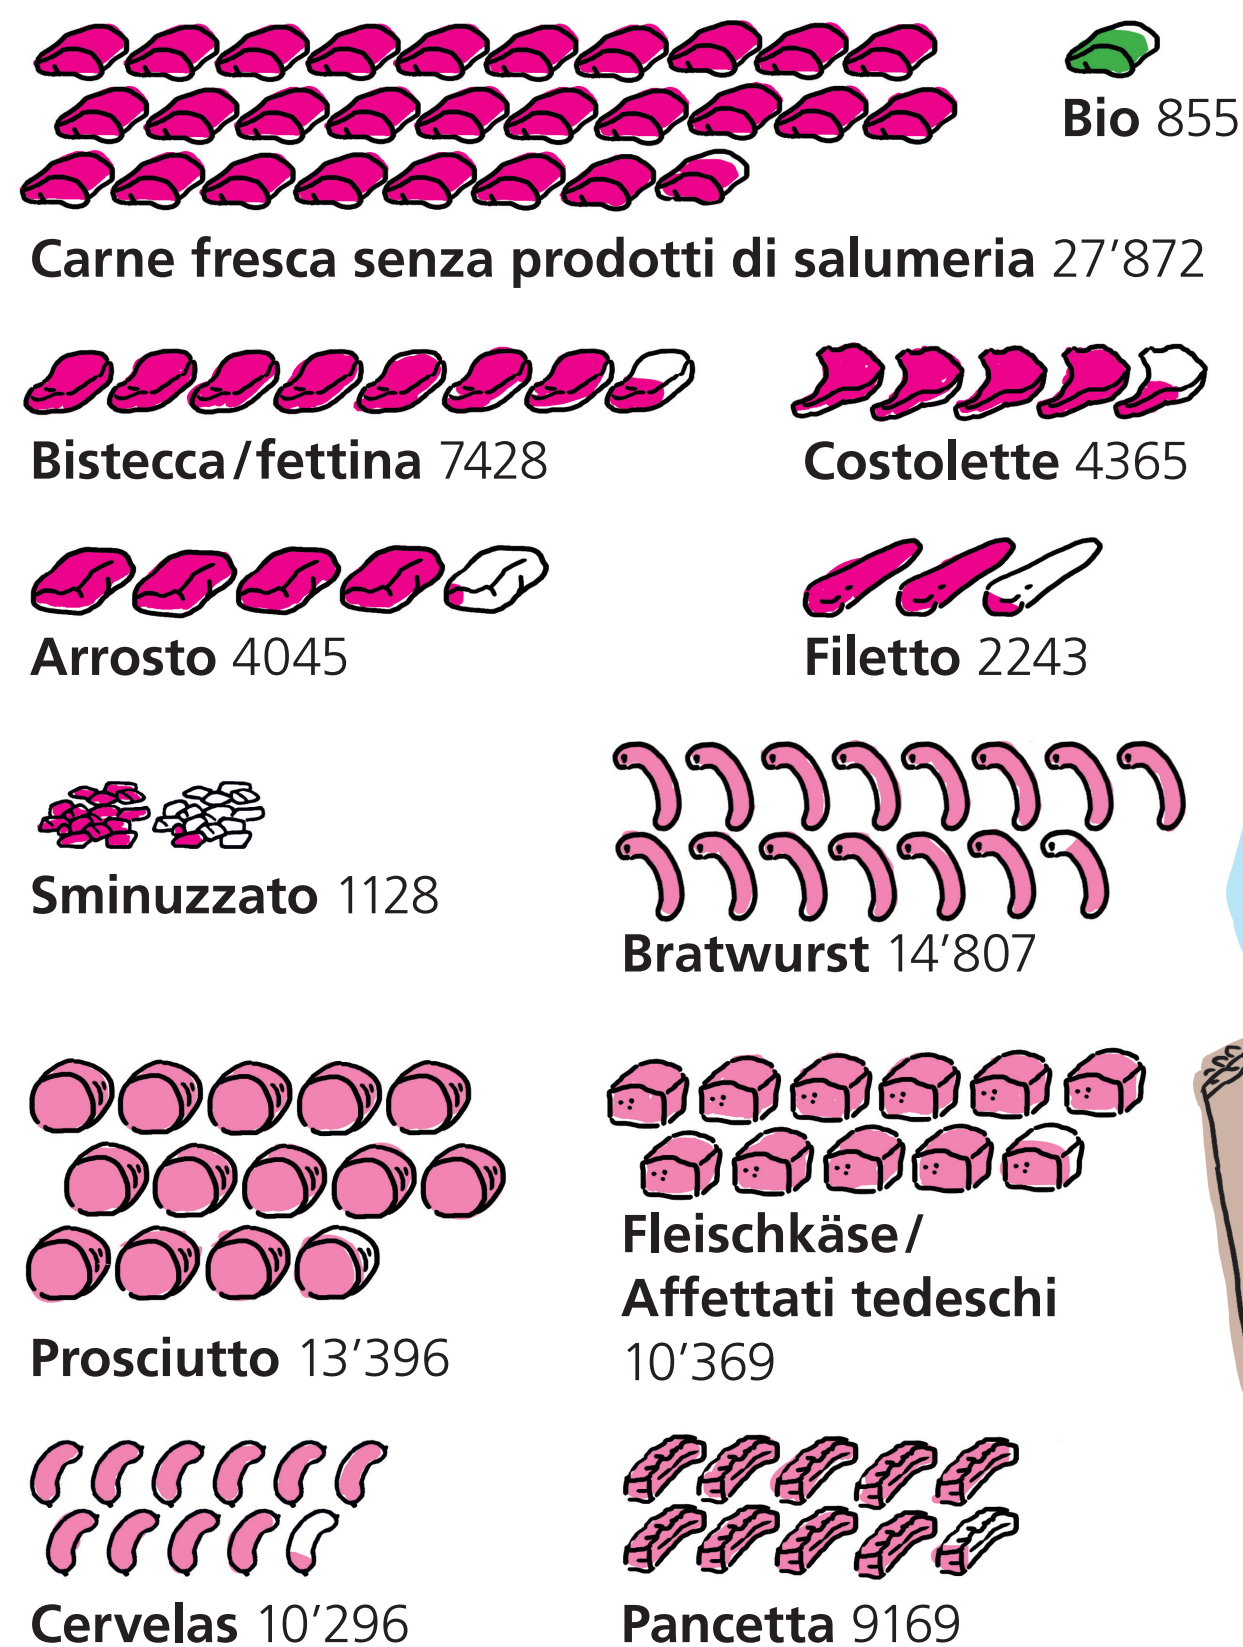 Bio 855
Carne fresca senza prodotti di salumeria 27’872
Bistecca/fettina 7428
Costolette 4365
Arrosto 4045
Filetto 2243
Sminuzzato 1128
Bratwurst 14’807
Prosciutto 13’396
Fleischkäse/
Affettati tedeschi
10’369
Cervelas 10’296
Pancetta 9169